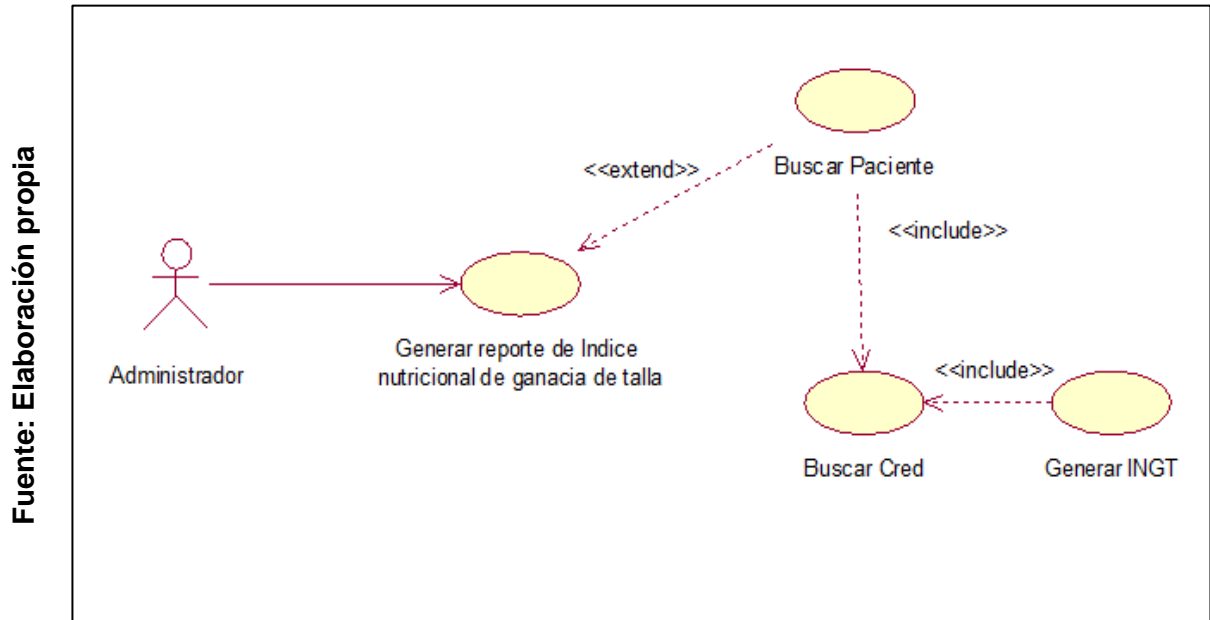 Fuente: Elaboración propia
Buscar Paciente
<<extend>>
<<include>>
Administrador
Generar reporte de Indice
nutricional de ganacia de talla
<<include>>
Buscar Cred
Generar INGT